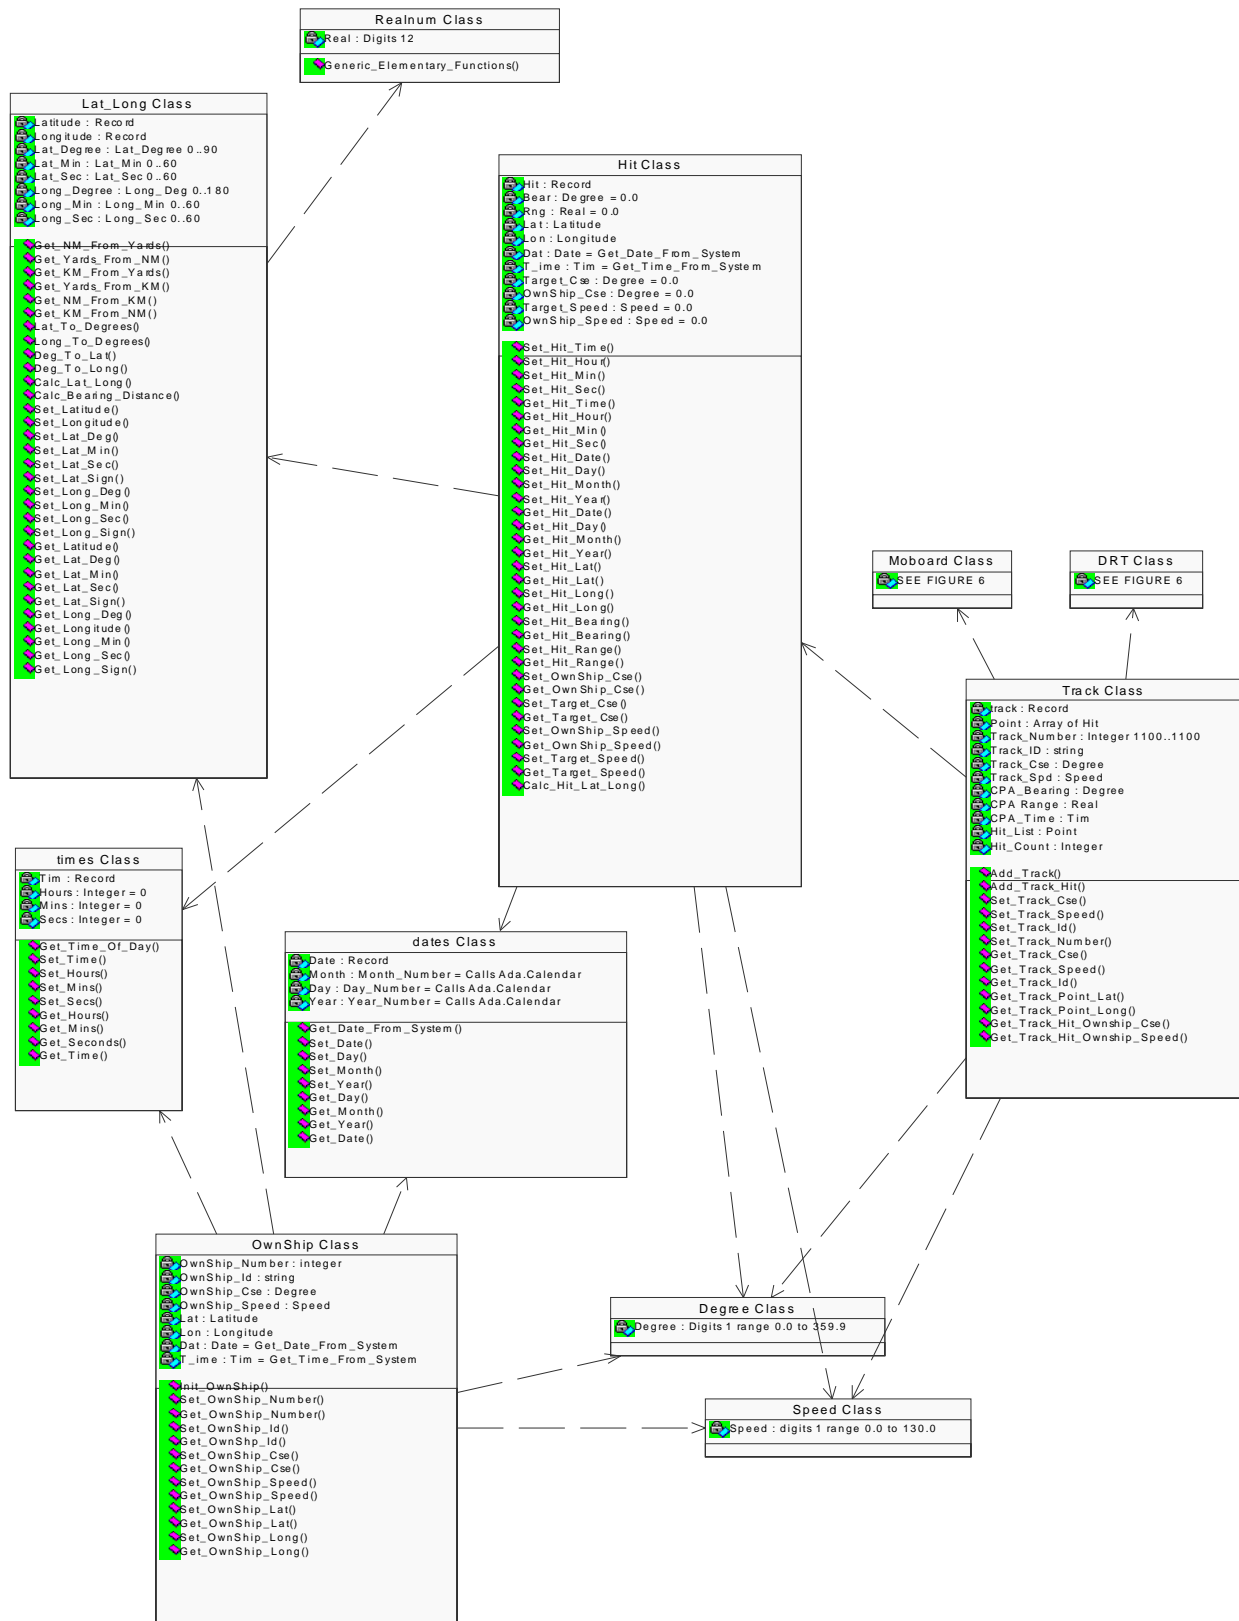 Realnum Class
Real : Digits 12
Generic_Elementary_Functions()
Lat_Long Class
Latitude : Record
Longitude : Record
Lat_Degree : Lat_Degree 0..90
Lat_Min : Lat_Min 0..60
Lat_Sec : Lat_Sec 0..60
Long_Degree : Long_Deg 0..180
Long_Min : Long_Min 0..60
Long_Sec : Long_Sec 0..60
Get_NM_From_Yards()
Get_Yards_From_NM()
Get_KM_From_Yards()
Get_Yards_From_KM()
Get_NM_From_KM()
Get_KM_From_NM()
Lat_To_Degrees()
Long_To_Degrees()
Deg_To_Lat()
Deg_To_Long()
Calc_Lat_Long()
Calc_Bearing_Distance()
Set_Latitude()
Set_Longitude()
Set_Lat_Deg()
Set_Lat_Min()
Set_Lat_Sec()
Set_Lat_Sign()
Set_Long_Deg()
Set_Long_Min()
Set_Long_Sec()
Set_Long_Sign()
Get_Latitude()
Get_Lat_Deg()
Get_Lat_Min()
Get_Lat_Sec()
Get_Lat_Sign()
Get_Long_Deg()
Get_Longitude()
Get_Long_Min()
Get_Long_Sec()
Get_Long_Sign()
Hit Class
Hit : Record
Bear : Degree = 0.0
Rng : Real = 0.0
Lat : Latitude
Lon : Longitude
Dat : Date = Get_Date_From_System
T_ime : Tim = Get_Time_From_System
Target_Cse : Degree = 0.0
OwnShip_Cse : Degree = 0.0
Target_Speed : Speed = 0.0
OwnShip_Speed : Speed = 0.0
Set_Hit_Time()
Set_Hit_Hour()
Set_Hit_Min()
Set_Hit_Sec()
Get_Hit_Time()
Get_Hit_Hour()
Get_Hit_Min()
Get_Hit_Sec()
Set_Hit_Date()
Set_Hit_Day()
Set_Hit_Month()
Set_Hit_Year()
Get_Hit_Date()
Get_Hit_Day()
Get_Hit_Month()
Get_Hit_Year()
Set_Hit_Lat()
Get_Hit_Lat()
Set_Hit_Long()
Get_Hit_Long()
Set_Hit_Bearing()
Get_Hit_Bearing()
Set_Hit_Range()
Get_Hit_Range()
Set_OwnShip_Cse()
Get_OwnShip_Cse()
Set_Target_Cse()
Get_Target_Cse()
Set_OwnShip_Speed()
Get_OwnShip_Speed()
Set_Target_Speed()
Get_Target_Speed()
Calc_Hit_Lat_Long()
Moboard Class
SEE FIGURE 6
DRT Class
SEE FIGURE 6
Track Class
track : Record
Point : Array of Hit
Track_Number : Integer 1100..1100
Track_ID : string
Track_Cse : Degree
Track_Spd : Speed
CPA_Bearing : Degree
CPA Range : Real
CPA_Time : Tim
Hit_List : Point
Hit_Count : Integer
Add_Track()
Add_Track_Hit()
Set_Track_Cse()
Set_Track_Speed()
Set_Track_Id()
Set_Track_Number()
Get_Track_Cse()
Get_Track_Speed()
Get_Track_Id()
Get_Track_Point_Lat()
Get_Track_Point_Long()
Get_Track_Hit_Ownship_Cse()
Get_Track_Hit_Ownship_Speed()
times Class
Tim : Record
Hours : Integer = 0
Mins : Integer = 0
Secs : Integer = 0
Get_Time_Of_Day()
Set_Time()
Set_Hours()
Set_Mins()
Set_Secs()
Get_Hours()
Get_Mins()
Get_Seconds()
Get_Time()
dates Class
Date : Record
Month : Month_Number = Calls Ada.Calendar
Day : Day_Number = Calls Ada.Calendar
Year : Year_Number = Calls Ada.Calendar
Get_Date_From_System()
Set_Date()
Set_Day()
Set_Month()
Set_Year()
Get_Day()
Get_Month()
Get_Year()
Get_Date()
OwnShip Class
OwnShip_Number : integer
OwnShip_Id : string
OwnShip_Cse : Degree
OwnShip_Speed : Speed
Lat : Latitude
Lon : Longitude
Dat : Date = Get_Date_From_System
T_ime : Tim = Get_Time_From_System
Init_OwnShip()
Set_OwnShip_Number()
Get_OwnShip_Number()
Set_OwnShip_Id()
Get_OwnShp_Id()
Set_OwnShip_Cse()
Get_OwnShip_Cse()
Set_OwnShip_Speed()
Get_OwnShip_Speed()
Set_OwnShip_Lat()
Get_OwnShip_Lat()
Set_OwnShip_Long()
Get_OwnShip_Long()
Degree Class
Degree : Digits 1 range 0.0 to 359.9
Speed Class
Speed : digits 1 range 0.0 to 130.0